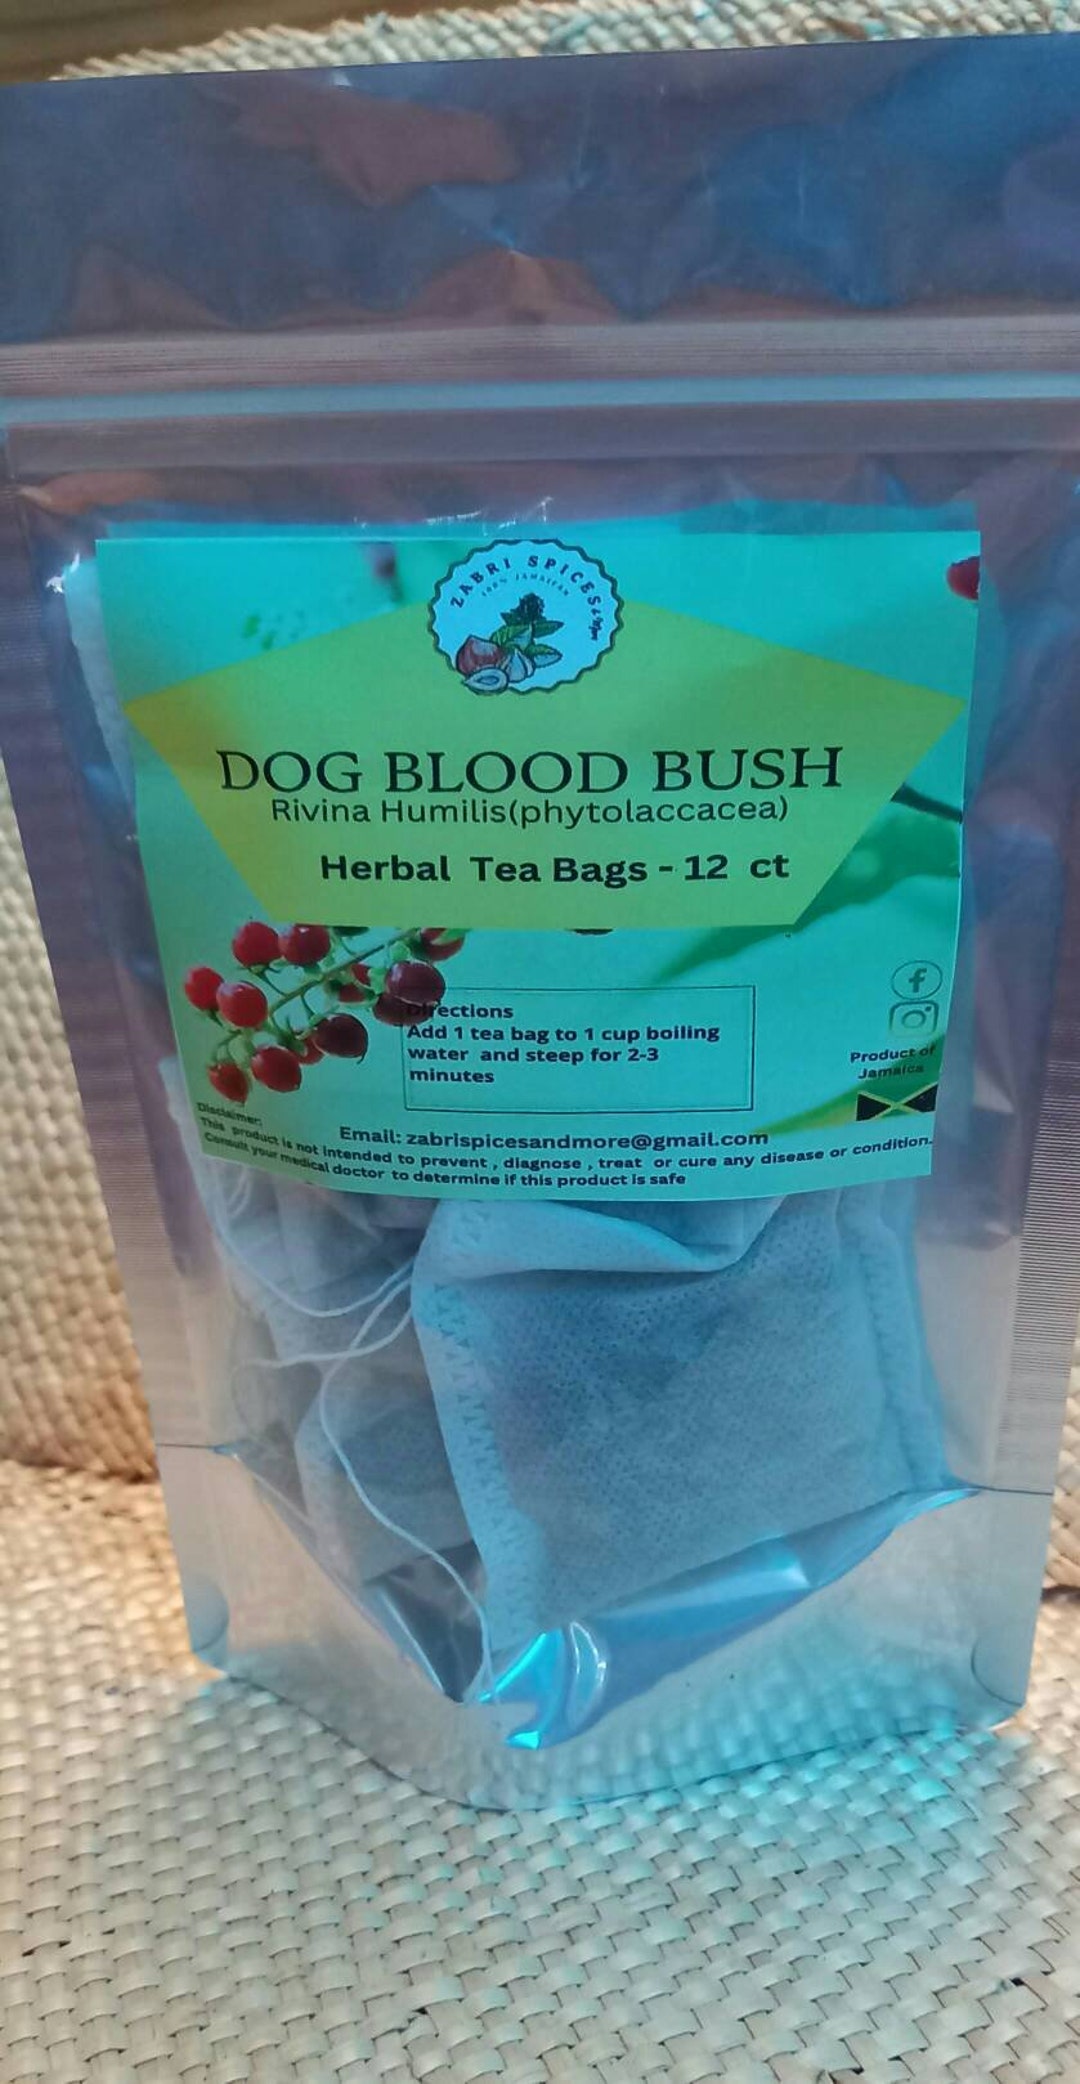 ZABRI SPICES & More
100% JAMAICAN
DOG BLOOD BUSH
Rivina Humilis(phytolaccacea)
Herbal Tea Bags - 12 ct
Directions
Add 1 tea bag to 1 cup boiling
water and steep for 2-3
minutes
Product of
Jamaica
Email: zabrispicesandmore@gmail.com
Disclaimer:
This product is not intended to prevent , diagnose , treat or cure any disease or condition.
Consult your medical doctor to determine if this product is safe